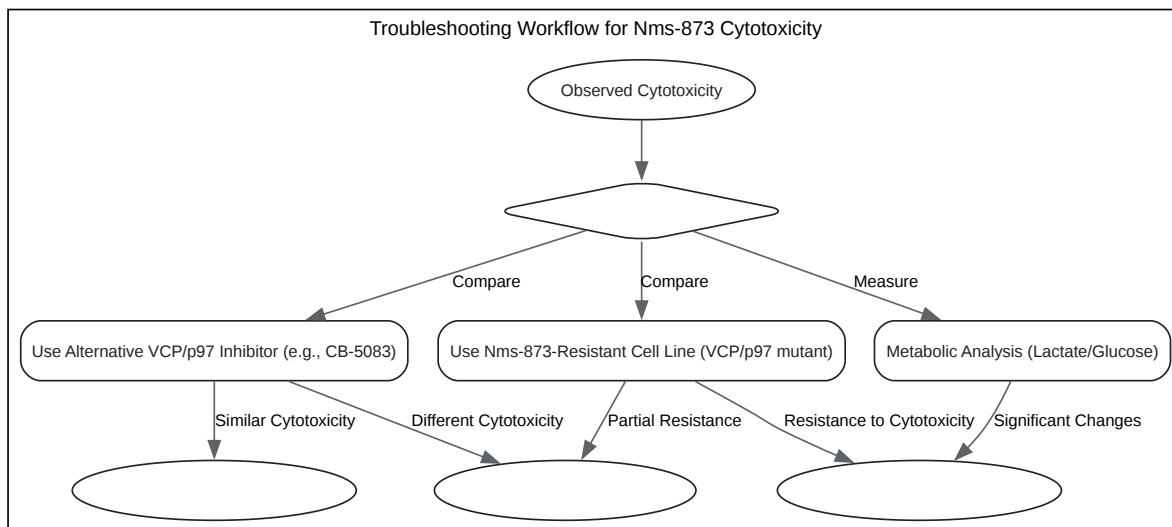 Troubleshooting Workflow for Nms-873 Cytotoxicity
Observed Cytotoxicity
Compare
Compare
Measure
Use Alternative VCP/p97 Inhibitor (e.g., CB-5083)
Use Nms-873-Resistant Cell Line (VCP/p97 mutant)
Metabolic Analysis (Lactate/Glucose)
Similar Cytotoxicity
Different Cytotoxicity
Partial Resistance
Resistance to Cytotoxicity
Significant Changes